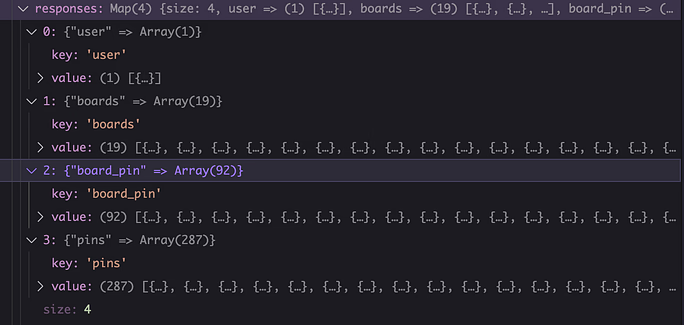 responses: Map(4) {size: 4, user => (1) [{…}], boards => (19) [{…}, {…}, …], board_pin => (…
0: {"user" => Array(1)}
key: 'user'
value: (1) [{…}]
1: {"boards" => Array(19)}
key: 'boards'
value: (19) [{…}, {…}, {…}, {…}, {…}, {…}, {…}, {…}, {…}, {…}, {…}, {…}, {…
2: {"board_pin" => Array(92)}
key: 'board_pin'
value: (92) [{…}, {…}, {…}, {…}, {…}, {…}, {…}, {…}, {…}, {…}, {…}, {…}, {…
3: {"pins" => Array(287)}
key: 'pins'
value: (287) [{…}, {…}, {…}, {…}, {…}, {…}, {…}, {…}, {…}, {…}, {…}, {…}, …
size: 4